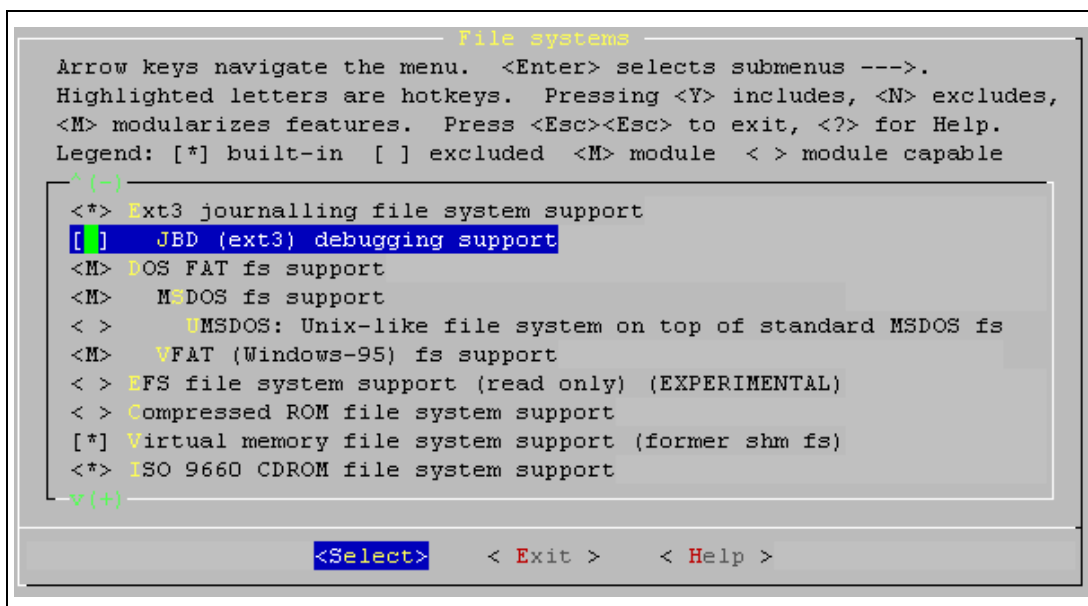 File systems
Arrow keys navigate the menu. <Enter> selects submenus --->.
Highlighted letters are hotkeys. Pressing <Y> includes, <N> excludes,
<M> modularizes features. Press <Esc><Esc> to exit, <?> for Help.
Legend: [*] built-in [ ] excluded <M> module < > module capable
^(-)
<*> Ext3 journalling file system support
[ ] JBD (ext3) debugging support
<M> DOS FAT fs support
<M> MSDOS fs support
< > UMSDOS: Unix-like file system on top of standard MSDOS fs
<M> VFAT (Windows-95) fs support
< > EFS file system support (read only) (EXPERIMENTAL)
< > Compressed ROM file system support
[*] Virtual memory file system support (former shm fs)
<*> ISO 9660 CDROM file system support
v(+)
<Select> < Exit > < Help >